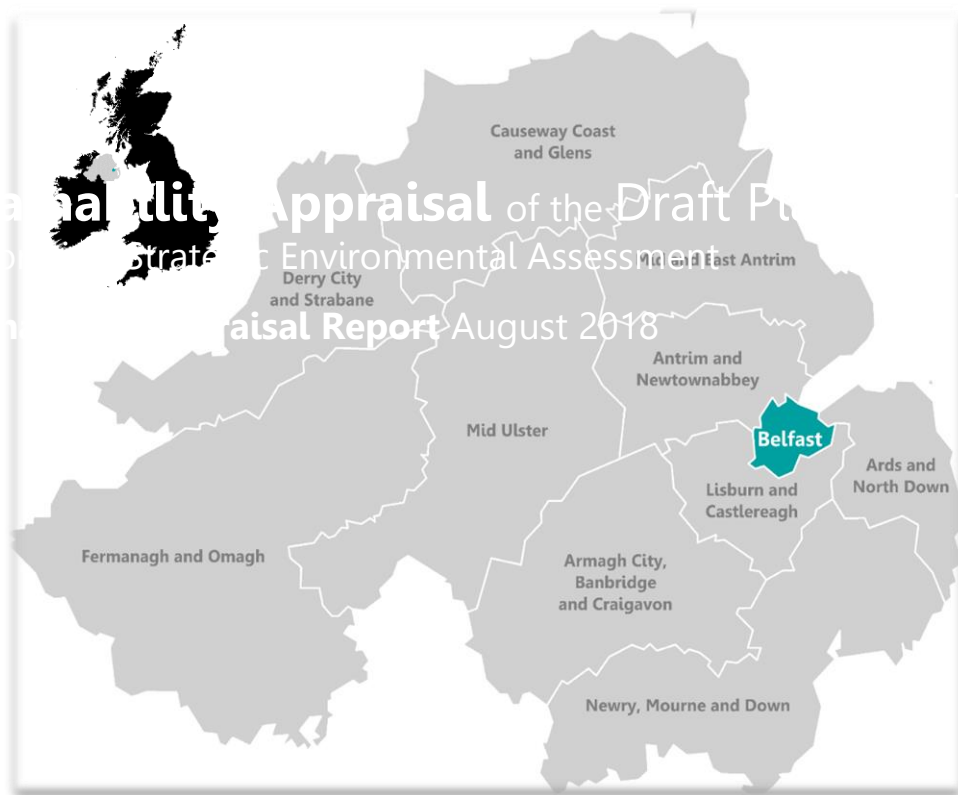 Causeway Coast
and Glens
Appraisal of the Draft
Environmental Assessment
Mid and East Antrim
Derry City
and Strabane
Report August 2018
Antrim and
Newtownabbey
Mid Ulster
Belfast
Ards and
North Down
Lisburn and
Castlereagh
Fermanagh and Omagh
Armagh City,
Banbridge
and Craigavon
Newry, Mourne and Down